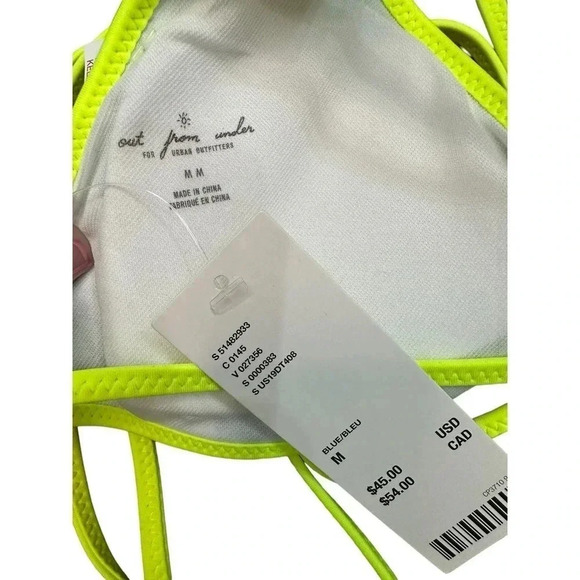 out from under
FOR URBAN OUTFITTERS
M M
MADE IN CHINA
FABRIQUÉ EN CHINA
S 51482933
C 0145
V 027356
S 0000383
S US19DT408
BLUE/BLEU
M
$45.00 USD
$54.00 CAD